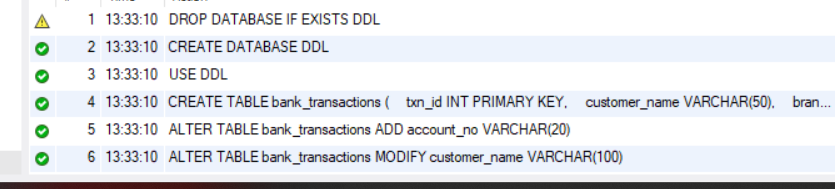 1 13:33:10 DROP DATABASE IF EXISTS DDL
2 13:33:10 CREATE DATABASE DDL
3 13:33:10 USE DDL
4 13:33:10 CREATE TABLE bank_transactions ( txn_id INT PRIMARY KEY, customer_name VARCHAR(50), bran...
5 13:33:10 ALTER TABLE bank_transactions ADD account_no VARCHAR(20)
6 13:33:10 ALTER TABLE bank_transactions MODIFY customer_name VARCHAR(100)